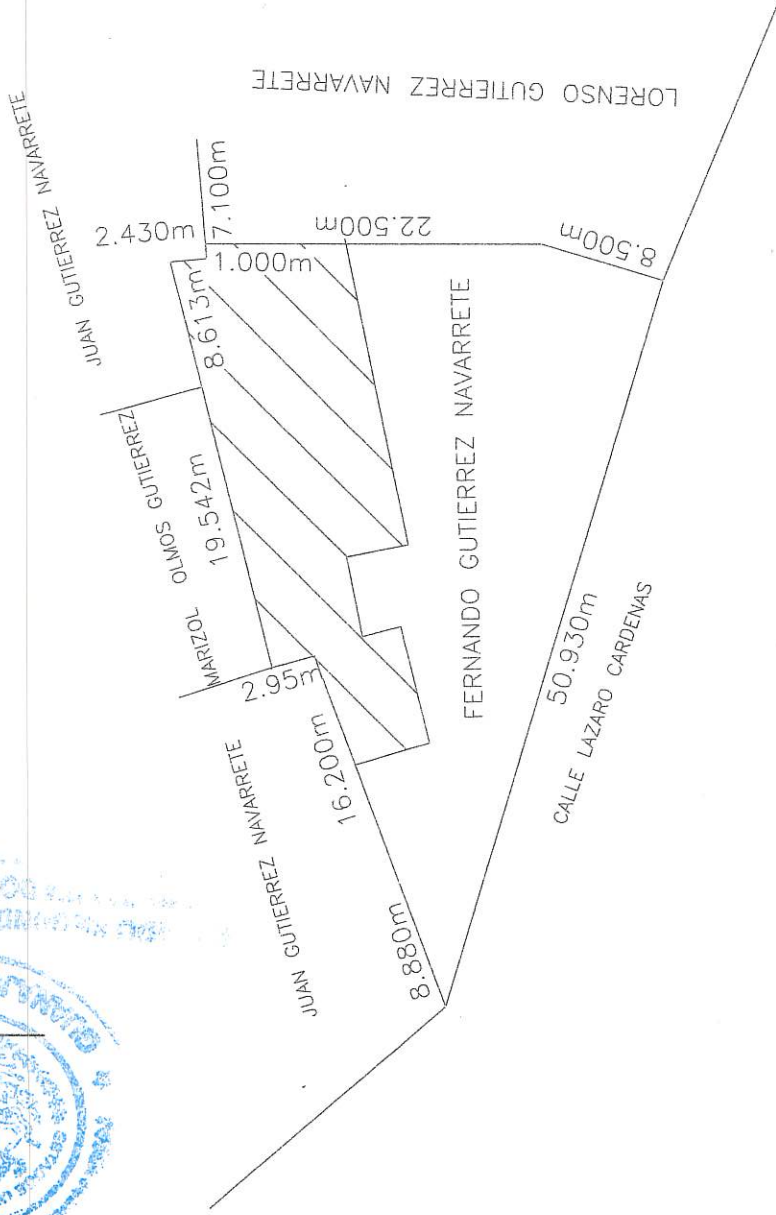 JUAN GUTIERREZ NAVARRETE
LORENSO GUTIERREZ NAVARRETE
2.430m
7.100m
1.000m
22.500m
8.613m
8.500m
MARIZOL OLMOS GUTIERREZ
19.542m
2.95m
FERNANDO GUTIERREZ NAVARRETE
JUAN GUTIERREZ NAVARRETE
16.200m
8.880m
50.930m
CALLE LAZARO CARDENAS